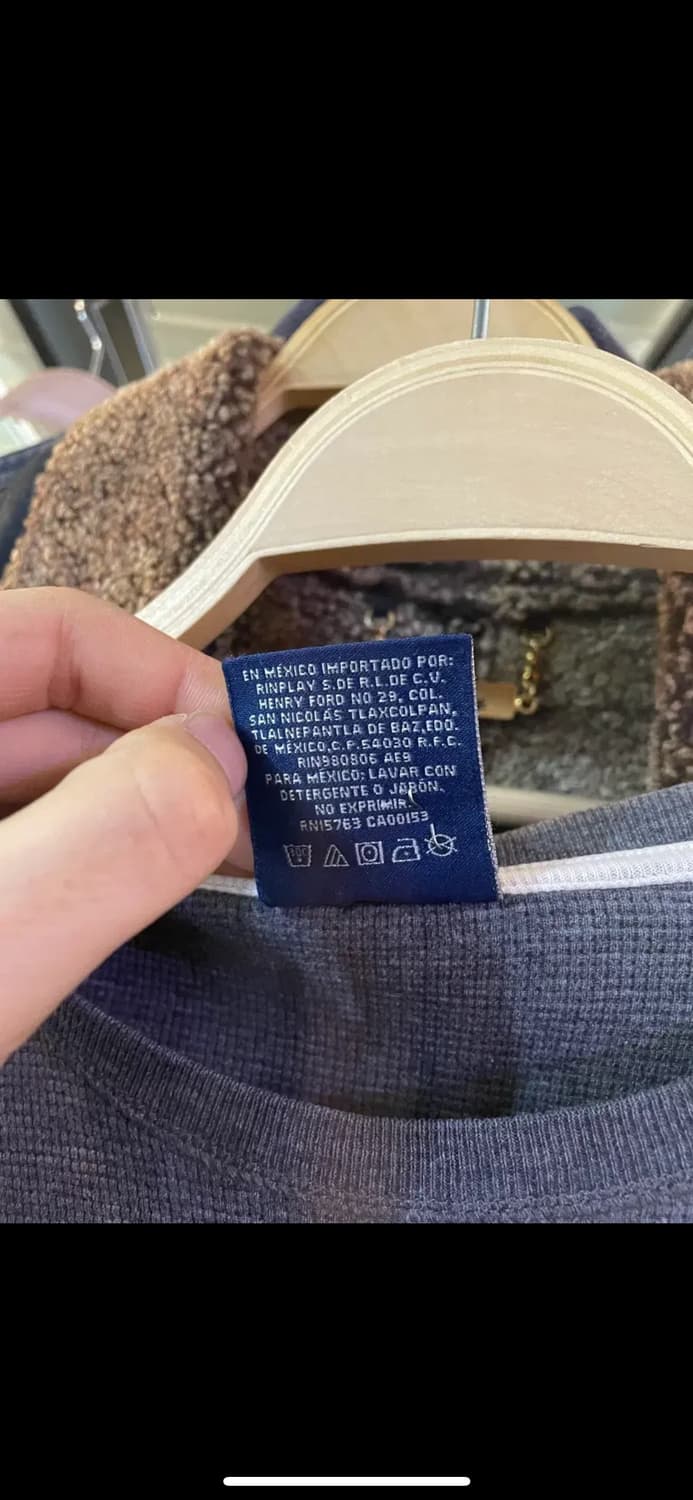 EN MÉXICO IMPORTADO POR:
RINPLAY S.DE R.L.DE C.V.
HENRY FORD NO 29, COL.
SAN NICOLÁS TLAXCOLPAN,
TLALNEPANTLA DE BAZ,EDO.
DE MÉXICO,C.P.54030 R.F.C.
RIN980806 AE9
PARA MÉXICO: LAVAR CON
DETERGENTE O JABÓN.
NO EXPRIMIR.
RN15763 CA00153